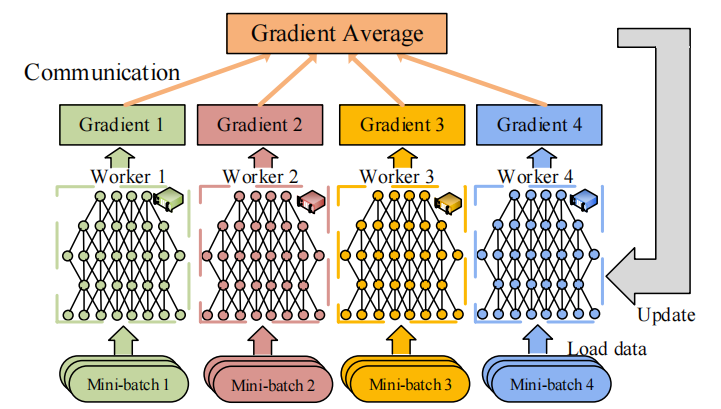 Gradient Average
Communication
Gradient 1
Gradient 2
Gradient 3
Gradient 4
Worker 1
Worker 2
Worker 3
Worker 4
Update
Load data
Mini-batch 1
Mini-batch 2
Mini-batch 3
Mini-batch 4